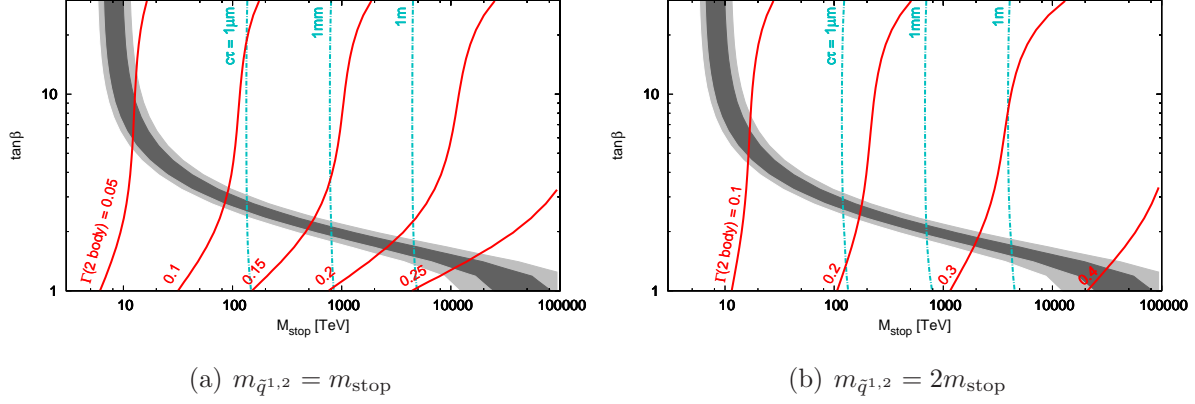 cτ = 1μm
1mm
1m
10
tanβ
Γ(2 body) = 0.05
0.1
0.15
0.2
0.25
1
10
100
1000
10000
100000
M_stop [TeV]
(a) m_{q̃^{1,2}} = m_stop
cτ = 1μm
1mm
1m
10
tanβ
Γ(2 body) = 0.1
0.2
0.3
0.4
1
10
100
1000
10000
100000
M_stop [TeV]
(b) m_{q̃^{1,2}} = 2m_stop